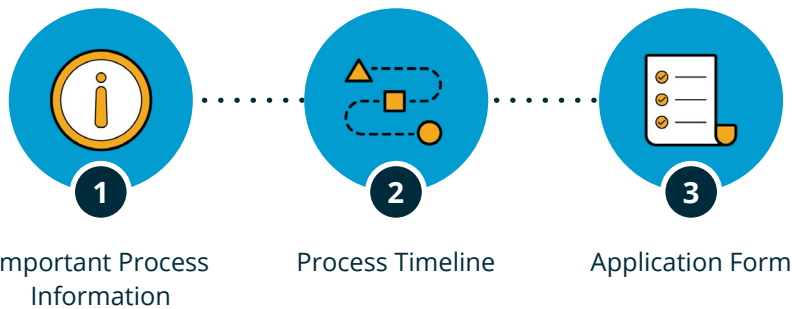 1
2
3
mportant Process
Information
Process Timeline
Application Form